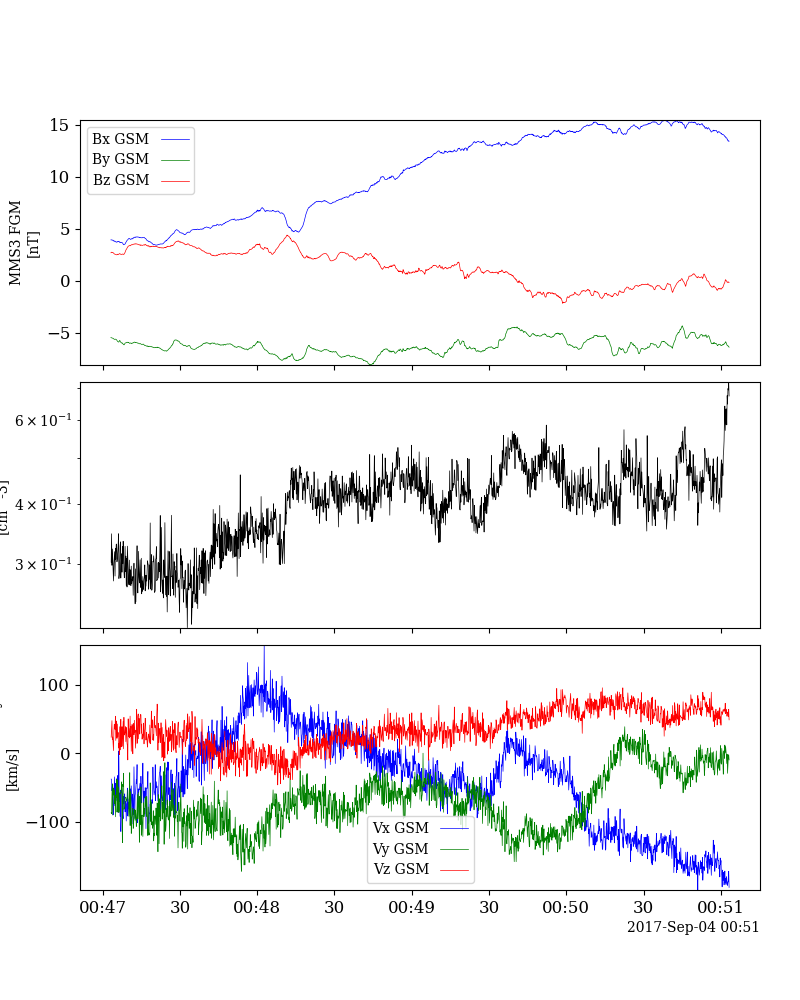 15
10
5
0
−5
MMS3 FGM
[nT]
Bx GSM
By GSM
Bz GSM
6 × 10⁻¹
4 × 10⁻¹
3 × 10⁻¹
100
0
−100
[km/s]
Vx GSM
Vy GSM
Vz GSM
00:47 30 00:48 30 00:49 30 00:50 30 00:51
2017-Sep-04 00:51